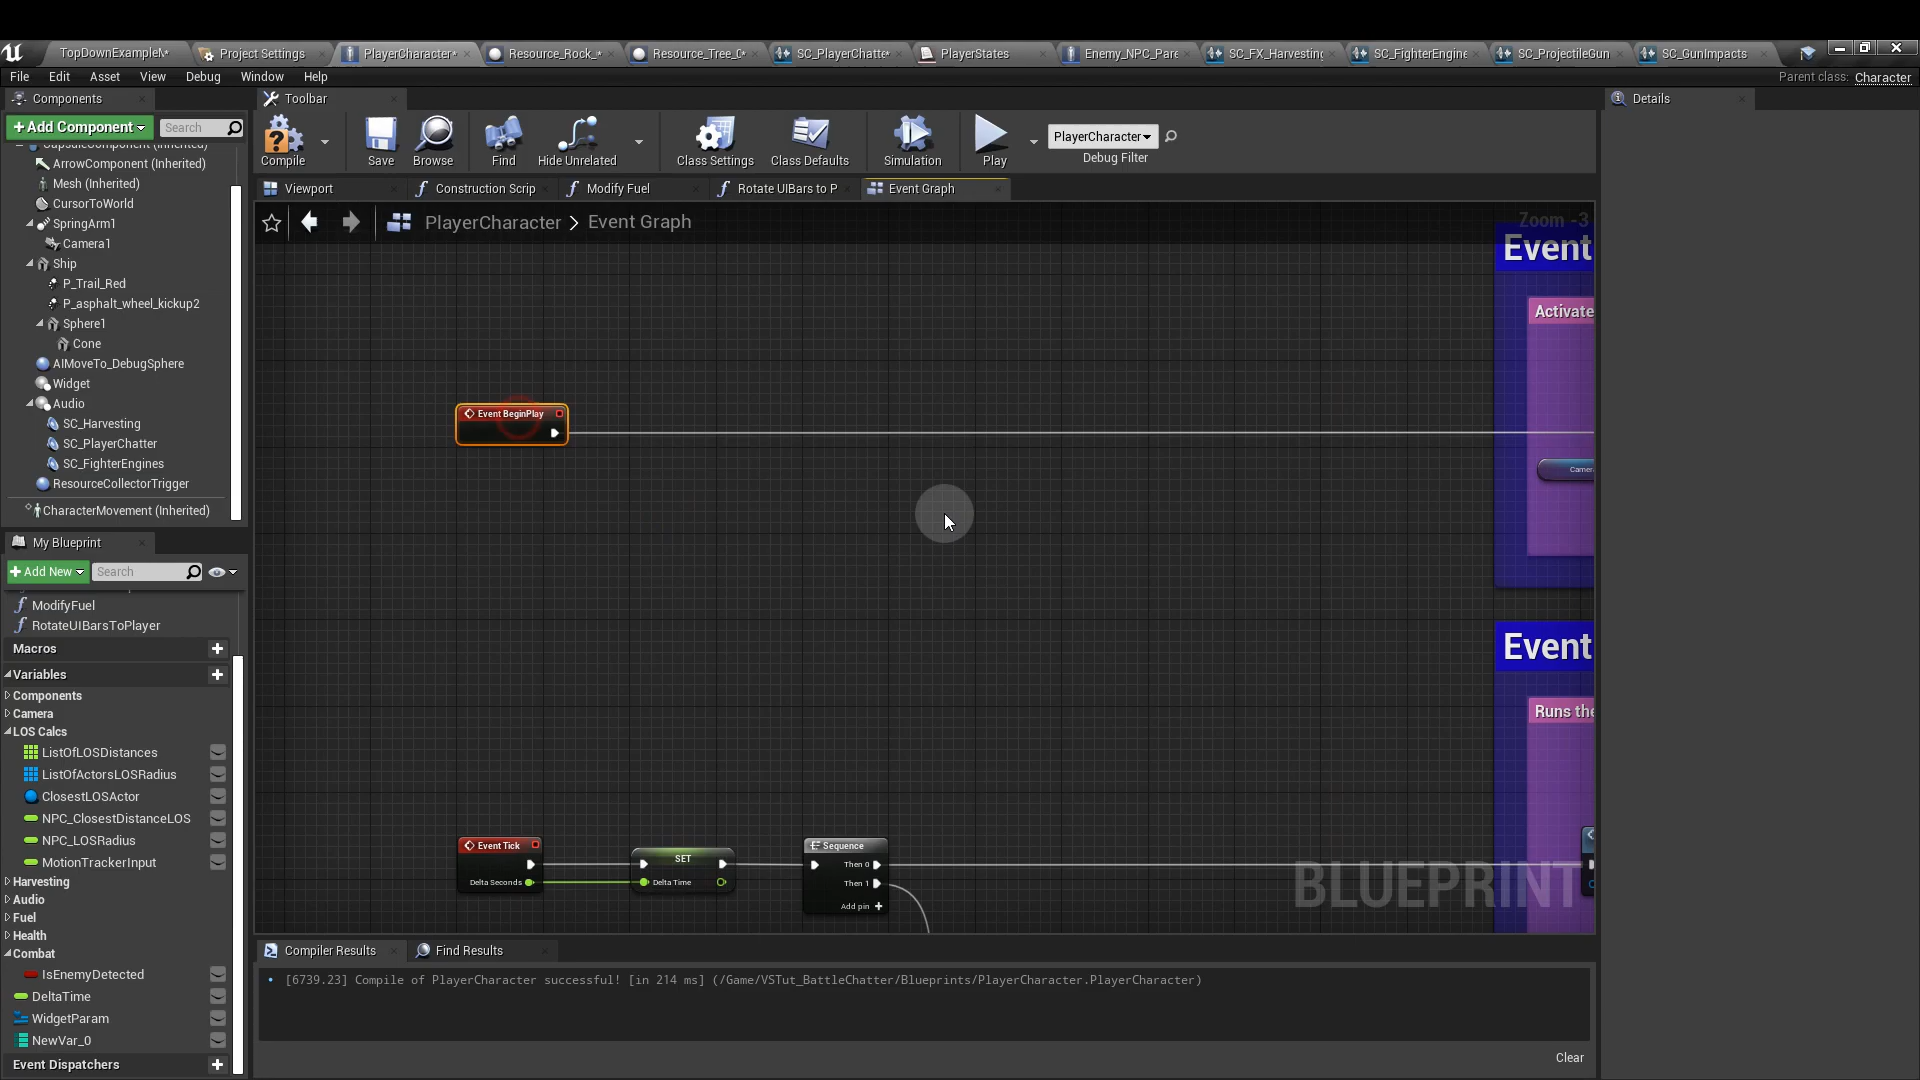 TopDownExampleM*
Project Settings
PlayerCharacter*
Resource_Rock_*
Resource_Tree_0*
SC_PlayerChatte*
PlayerStates
Enemy_NPC_Pare
SC_FX_Harvesting
SC_FighterEngine
SC_ProjectileGun
SC_GunImpacts
File
Edit
Asset
View
Debug
Window
Help
Parent class: Character
Components
Toolbar
Details
+Add Component
Search
Compile
Save
Browse
Find
Hide Unrelated
Class Settings
Class Defaults
Simulation
Play
PlayerCharacter
Debug Filter
CapsuleComponent (Inherited)
ArrowComponent (Inherited)
Mesh (Inherited)
CursorToWorld
SpringArm1
Camera1
Ship
P_Trail_Red
P_asphalt_wheel_kickup2
Sphere1
Cone
AIMoveTo_DebugSphere
Widget
Audio
SC_Harvesting
SC_PlayerChatter
SC_FighterEngines
ResourceCollectorTrigger
CharacterMovement (Inherited)
Viewport
Construction Scrip
Modify Fuel
Rotate UIBars to P
Event Graph
PlayerCharacter > Event Graph
Zoom -3
Event
Activate
Event BeginPlay
Camer
Event
Runs the
Event Tick
Delta Seconds
SET
Delta Time
Sequence
Then 0
Then 1
Add pin +
BLUEPRINT
My Blueprint
+Add New
Search
ModifyFuel
RotateUIBarsToPlayer
Macros
Variables
Components
Camera
LOS Calcs
ListOfLOSDistances
ListOfActorsLOSRadius
ClosestLOSActor
NPC_ClosestDistanceLOS
NPC_LOSRadius
MotionTrackerInput
Harvesting
Audio
Fuel
Health
Combat
IsEnemyDetected
DeltaTime
WidgetParam
NewVar_0
Event Dispatchers
Compiler Results
Find Results
[6739.23] Compile of PlayerCharacter successful! [in 214 ms] (/Game/VSTut_BattleChatter/Blueprints/PlayerCharacter.PlayerCharacter)
Clear